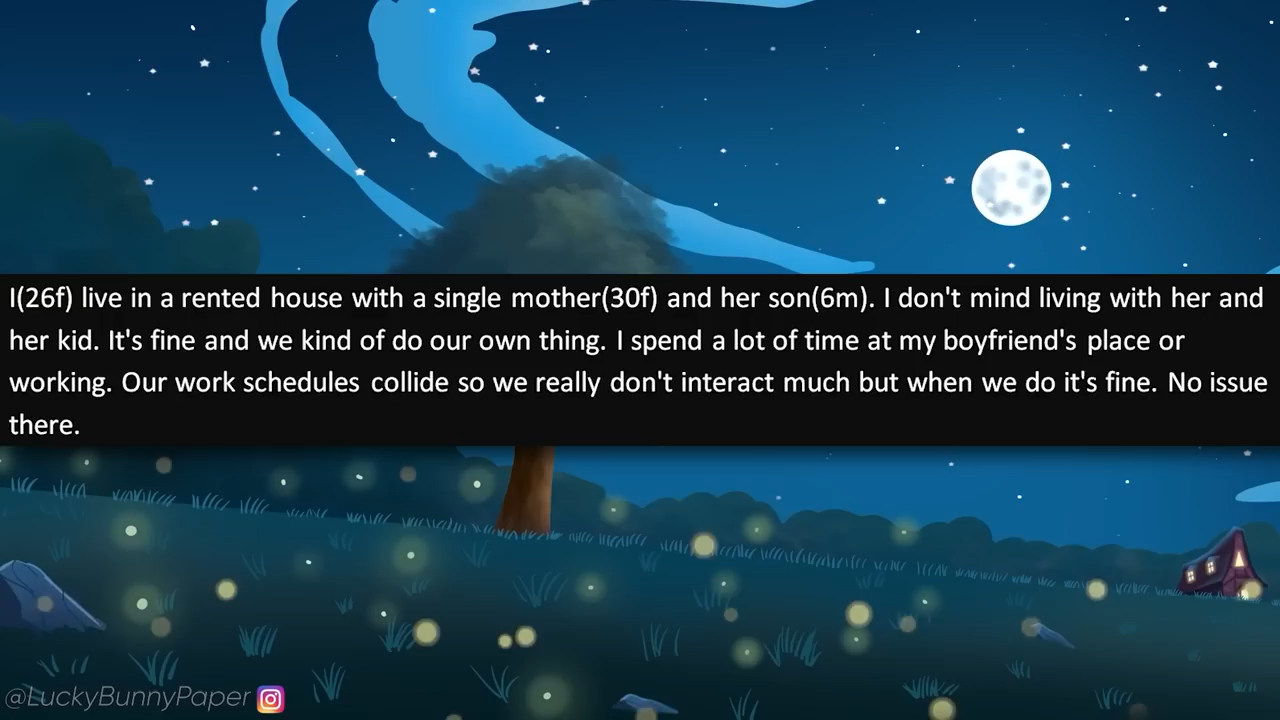 I(26f) live in a rented house with a single mother(30f) and her son(6m). I don't mind living with her and
her kid. It's fine and we kind of do our own thing. I spend a lot of time at my boyfriend's place or
working. Our work schedules collide so we really don't interact much but when we do it's fine. No issue
there.
@LuckyBunnyPaper